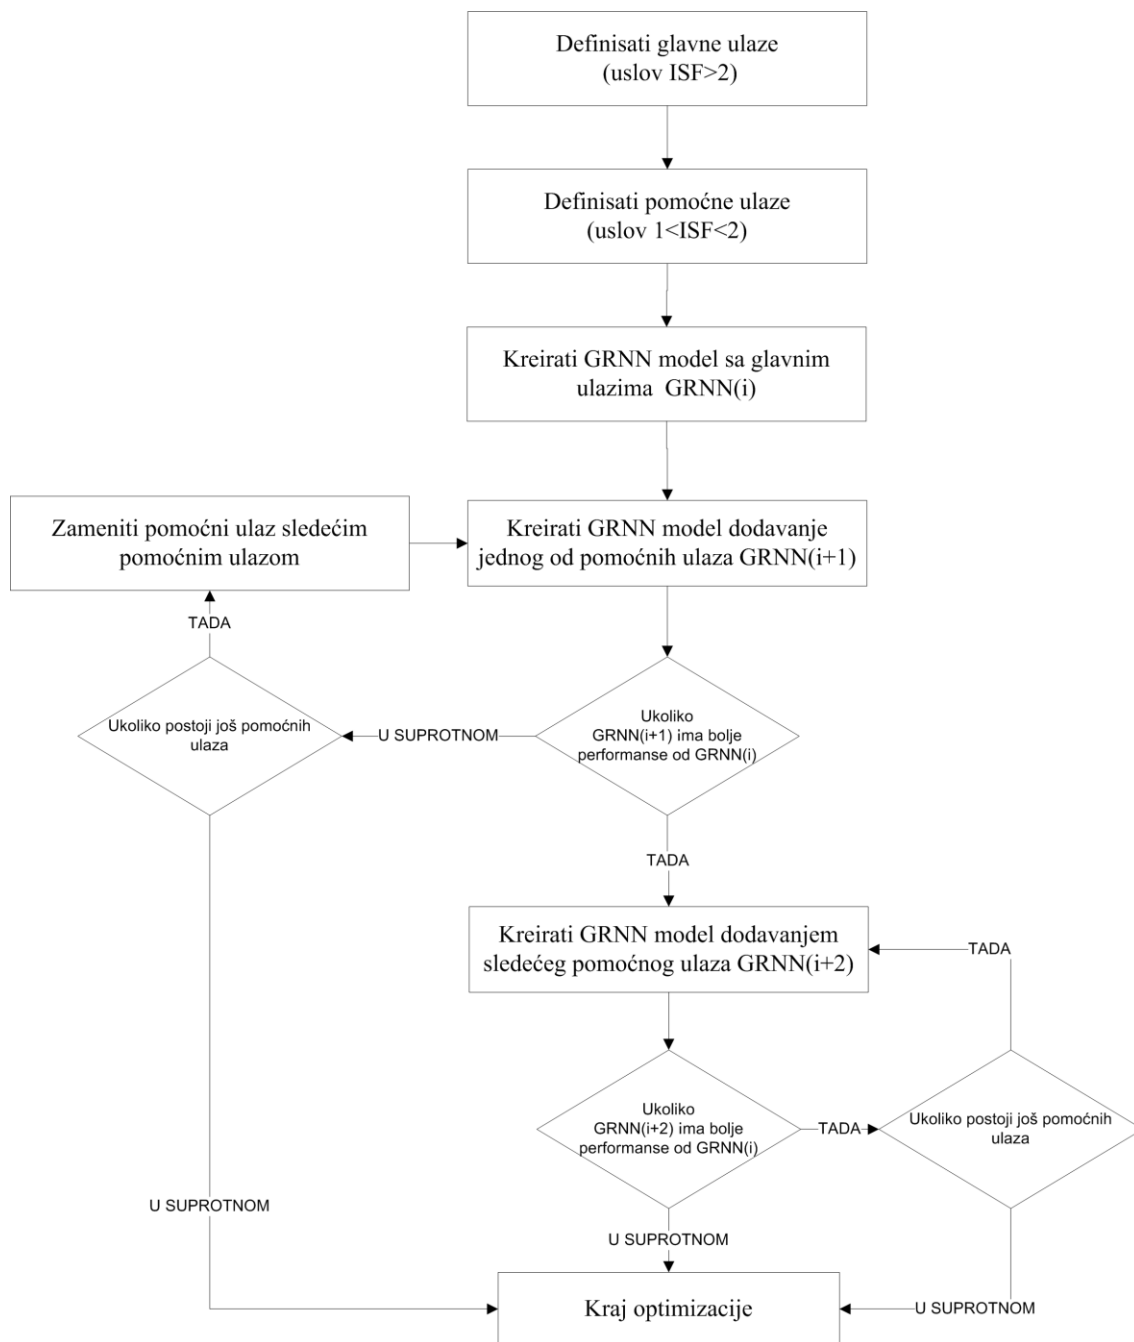 Definisati glavne ulaze
(uslov ISF>2)
Definisati pomoćne ulaze
(uslov 1<ISF<2)
Kreirati GRNN model sa glavnim
ulazima GRNN(i)
Zameniti pomoćni ulaz sledećim
pomoćnim ulazom
Kreirati GRNN model dodavanje
jednog od pomoćnih ulaza GRNN(i+1)
TADA
Ukoliko postoji još pomoćnih
ulaza
U SUPROTNOM
Ukoliko
GRNN(i+1) ima bolje
performanse od GRNN(i)
TADA
Kreirati GRNN model dodavanjem
sledećeg pomoćnog ulaza GRNN(i+2)
TADA
Ukoliko
GRNN(i+2) ima bolje
performanse od GRNN(i)
TADA
Ukoliko postoji još pomoćnih
ulaza
U SUPROTNOM
U SUPROTNOM
Kraj optimizacije
U SUPROTNOM